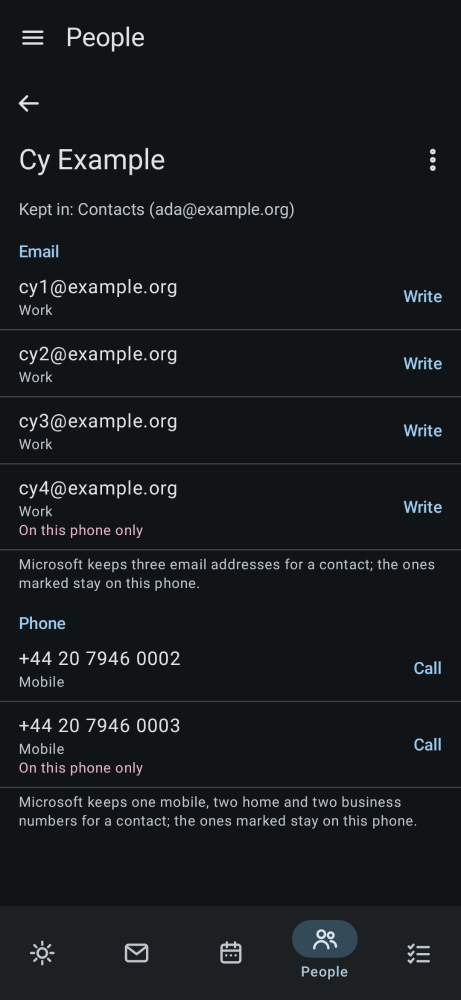 People
Cy Example
Kept in: Contacts (ada@example.org)
Email
cy1@example.org
Work
Write
cy2@example.org
Work
Write
cy3@example.org
Work
Write
cy4@example.org
Work
On this phone only
Write
Microsoft keeps three email addresses for a contact; the ones
marked stay on this phone.
Phone
+44 20 7946 0002
Mobile
Call
+44 20 7946 0003
Mobile
On this phone only
Call
Microsoft keeps one mobile, two home and two business
numbers for a contact; the ones marked stay on this phone.
People